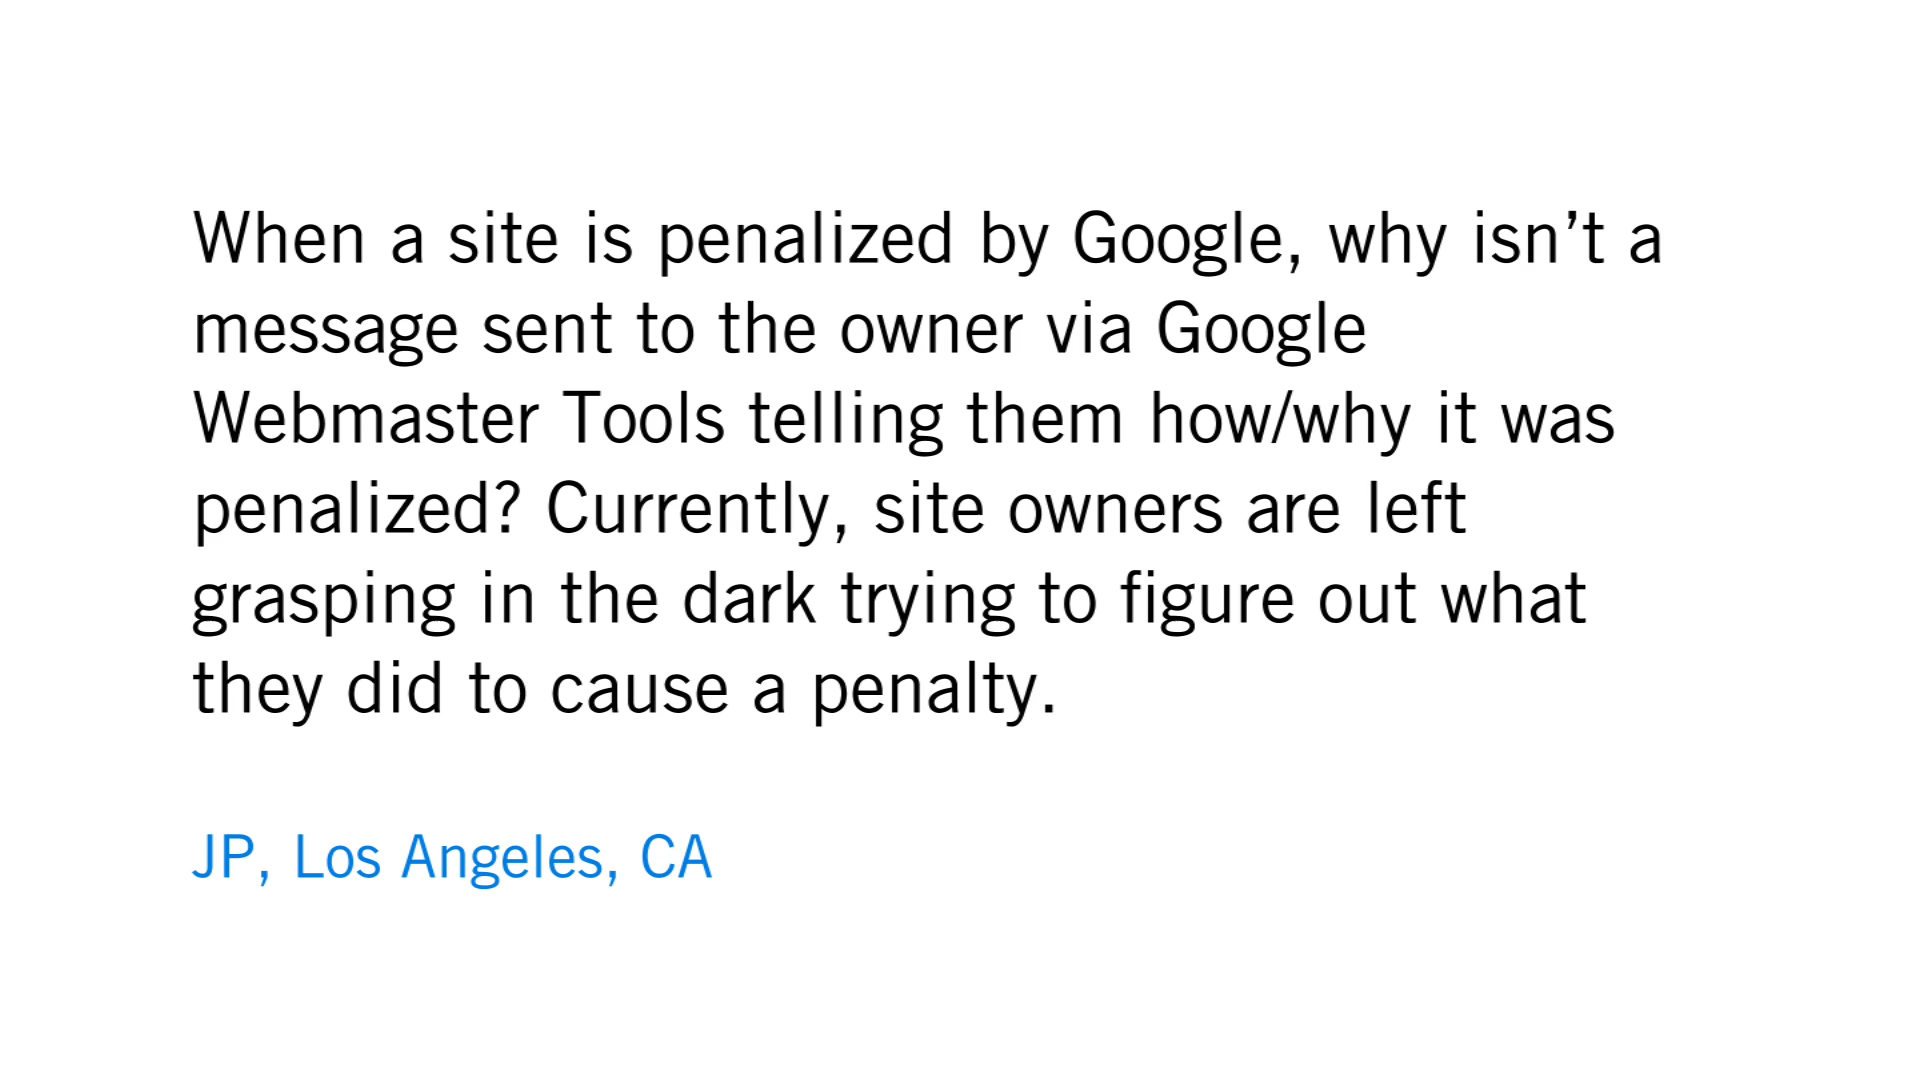 When a site is penalized by Google, why isn’t a
message sent to the owner via Google
Webmaster Tools telling them how/why it was
penalized? Currently, site owners are left
grasping in the dark trying to figure out what
they did to cause a penalty.
JP, Los Angeles, CA